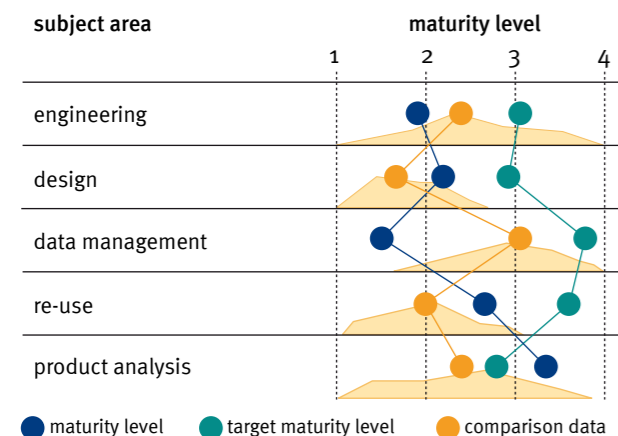 subject area maturity level
1 2 3 4
engineering
design
data management
re-use
product analysis
maturity level target maturity level comparison data